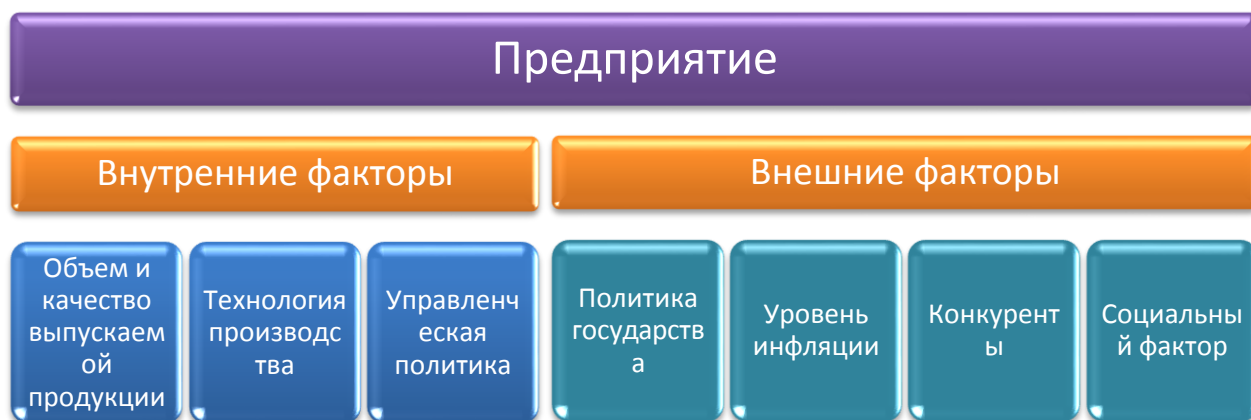 Предприятие
Внутренние факторы
Внешние факторы
Объем и
качество
выпускаем
ой
продукции
Технология
производс
тва
Управленч
еская
политика
Политика
государств
а
Уровень
инфляции
Конкурент
ы
Социальны
й фактор